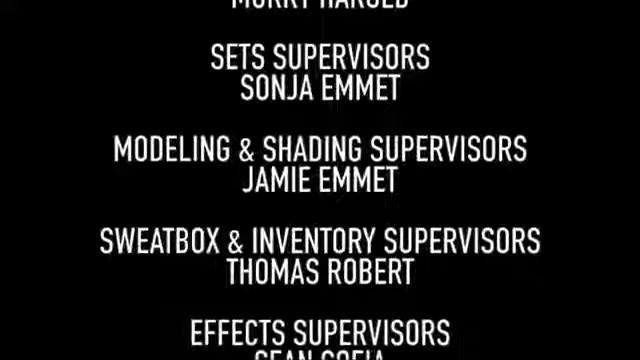 SETS SUPERVISORS
SONJA EMMET
MODELING & SHADING SUPERVISORS
JAMIE EMMET
SWEATBOX & INVENTORY SUPERVISORS
THOMAS ROBERT
EFFECTS SUPERVISORS